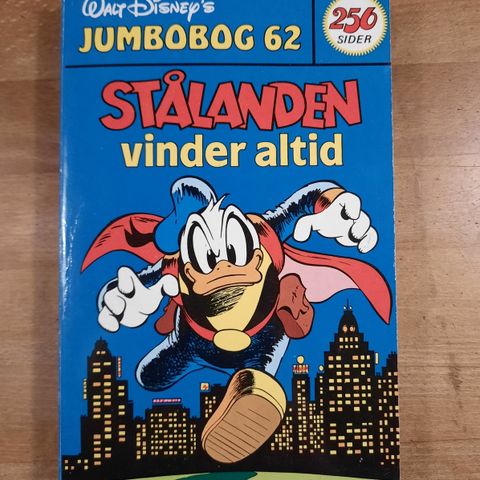 WALT DISNEY'S
JUMBOBOG 62
256
SIDER
STÅLANDEN
vinder altid